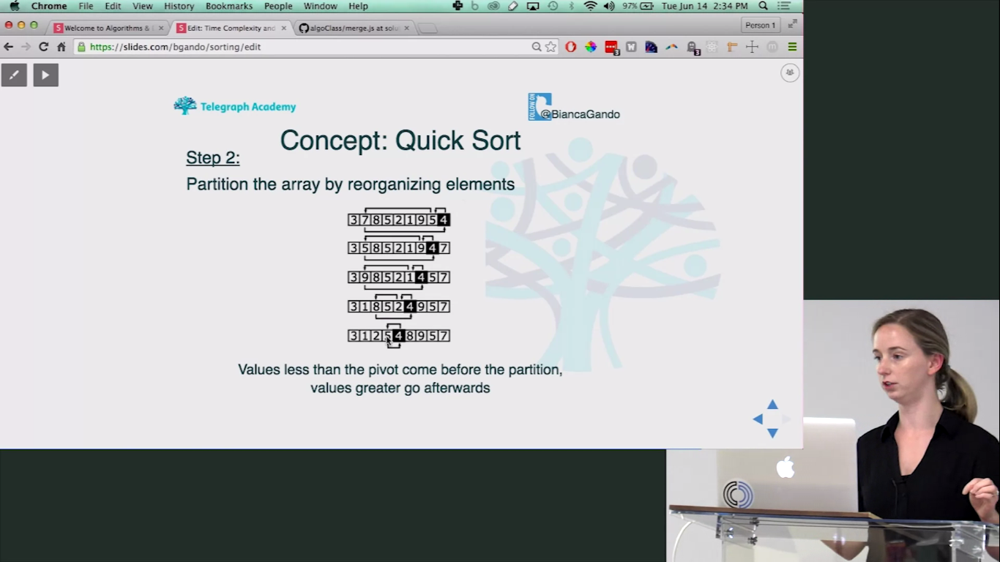 Chrome File Edit View History Bookmarks People Window Help 97% Tue Jun 14 2:34 PM
Welcome to Algorithms &
Edit: Time Complexity and
algoClass/merge.js at solu
Person 1
https://slides.com/bgando/sorting/edit
3
3
Telegraph Academy
FOLLOW ON
@BiancaGando
Concept: Quick Sort
Step 2:
Partition the array by reorganizing elements
3 7 8 5 2 1 9 5 4
3 5 8 5 2 1 9 4 7
3 9 8 5 2 1 4 5 7
3 1 8 5 2 4 9 5 7
3 1 2 5 4 8 9 5 7
Values less than the pivot come before the partition,
values greater go afterwards